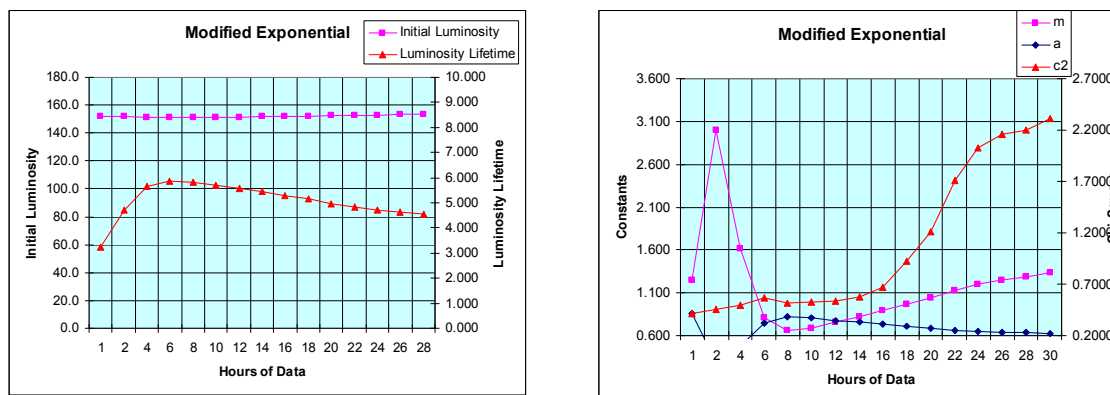 Modified Exponential
Initial Luminosity
Luminosity Lifetime
180.0
160.0
140.0
120.0
100.0
80.0
60.0
40.0
20.0
0.0
Initial Luminosity
10.000
9.000
8.000
7.000
6.000
5.000
4.000
3.000
2.000
1.000
0.000
Luminosity Lifetime
1 2 4 6 8 10 12 14 16 18 20 22 24 26 28
Hours of Data
Modified Exponential
m
a
c2
3.600
3.100
2.600
2.100
1.600
1.100
0.600
Constants
2.7000
2.2000
1.7000
1.2000
0.7000
0.2000
1 2 4 6 8 10 12 14 16 18 20 22 24 26 28 30
Hours of Data